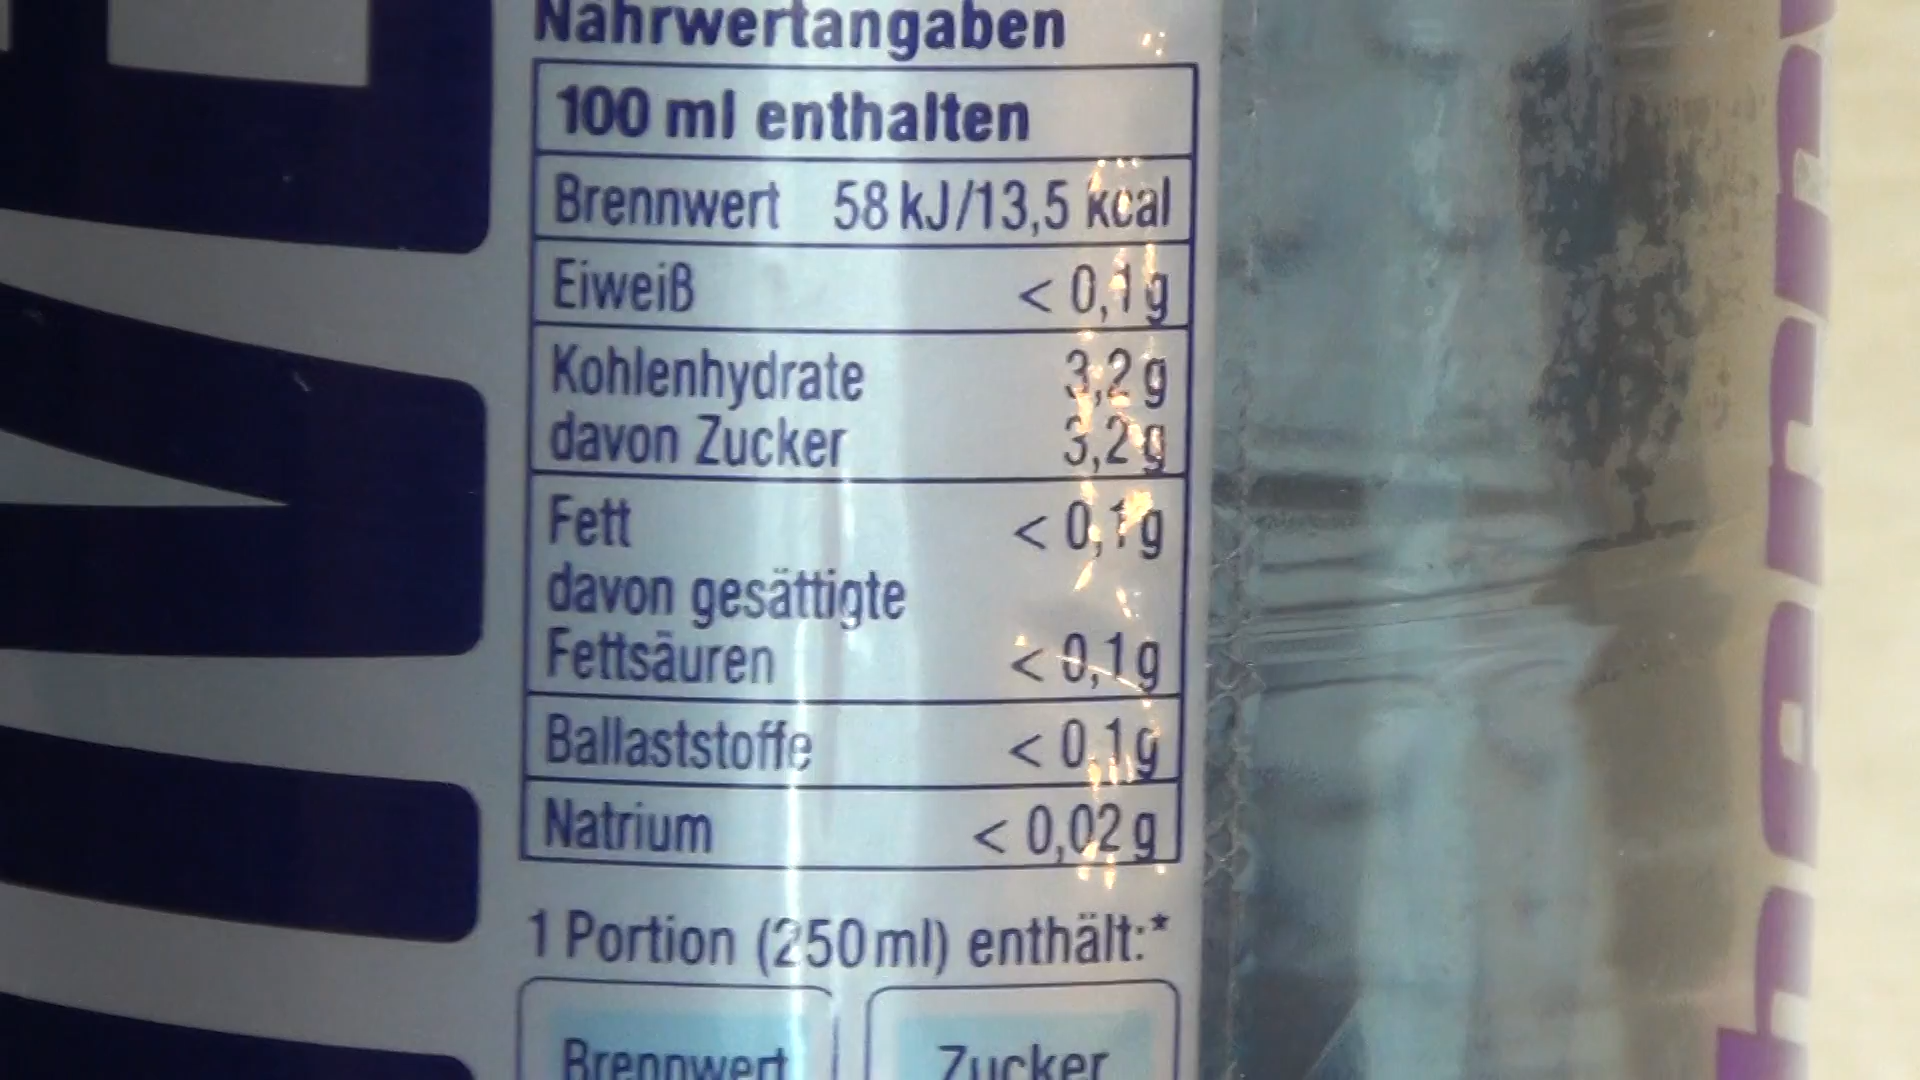 Nährwertangaben
100 ml enthalten
Brennwert 58 kJ/13,5 kcal
Eiweiß < 0,1 g
Kohlenhydrate 3,2 g
davon Zucker 3,2 g
Fett < 0,1 g
davon gesättigte
Fettsäuren < 0,1 g
Ballaststoffe < 0,1 g
Natrium < 0,02 g
1 Portion (250 ml) enthält:*
Brennwert Zucker